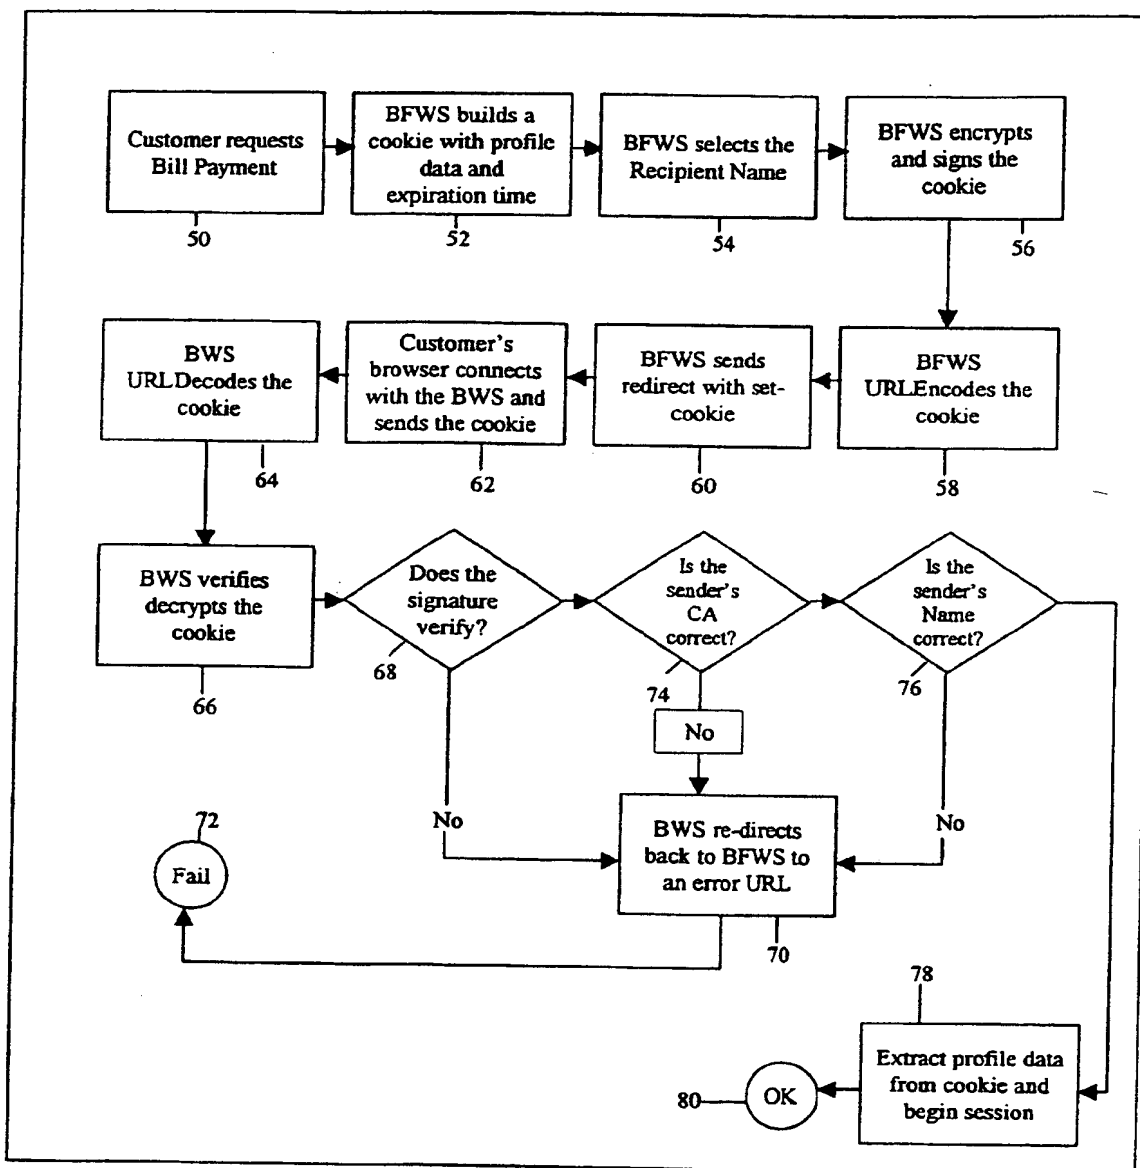 Customer requests
Bill Payment
50
BFWS builds a
cookie with profile
data and
expiration time
52
BFWS selects the
Recipient Name
54
BFWS encrypts
and signs the
cookie
56
BFWS
URLEncodes the
cookie
58
BFWS sends
redirect with set-
cookie
60
Customer's
browser connects
with the BWS and
sends the cookie
62
BWS
URLDecodes the
cookie
64
BWS verifies
decrypts the
cookie
66
Does the
signature
verify?
68
Is the
sender's
CA
correct?
74
Is the
sender's
Name
correct?
76
No
No
No
BWS re-directs
back to BFWS to
an error URL
70
72
Fail
78
Extract profile data
from cookie and
begin session
80
OK